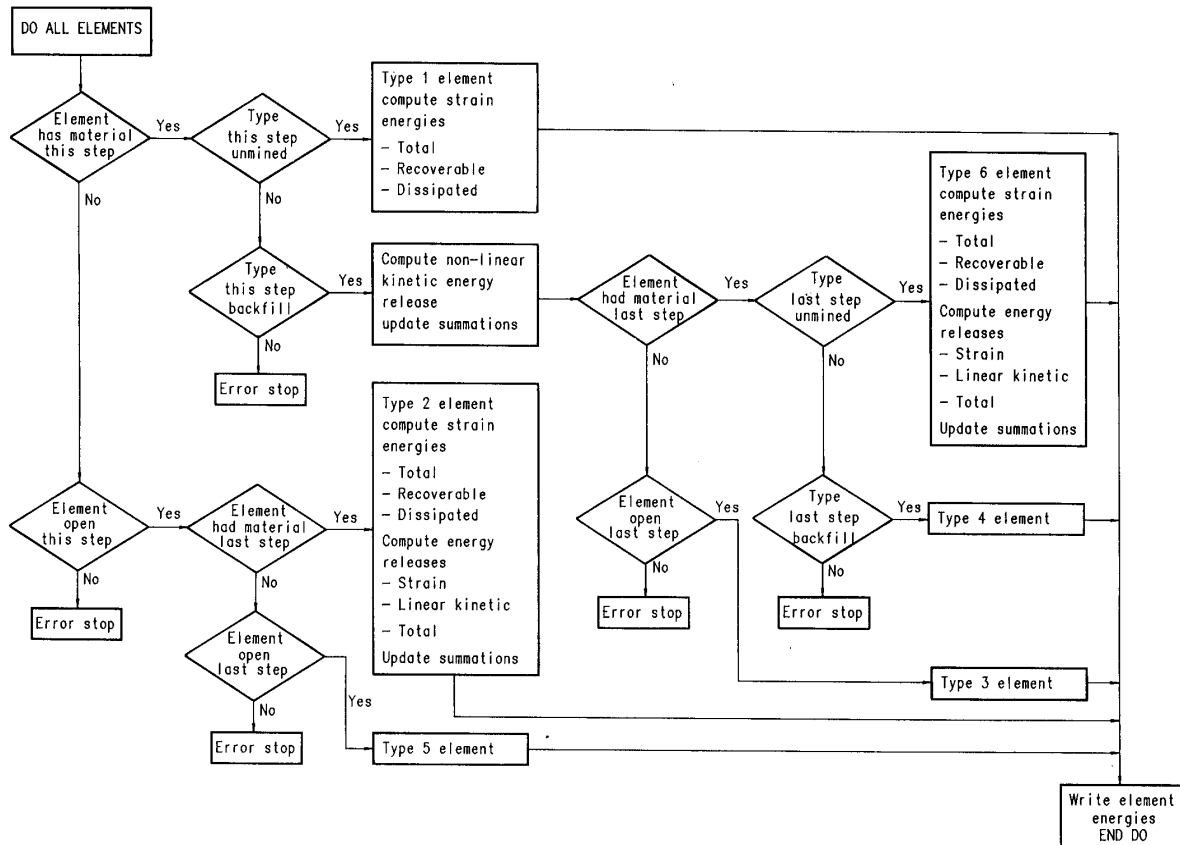 DO ALL ELEMENTS
Element
has material
this step
Yes
No
Type
this step
unmined
Yes
No
Type 1 element
compute strain
energies
- Total
- Recoverable
- Dissipated
Type
this step
backfill
Yes
No
Error stop
Compute non-linear
kinetic energy
release
update summations
Element
had material
last step
Yes
No
Type
last step
unmined
Yes
No
Type 6 element
compute strain
energies
- Total
- Recoverable
- Dissipated
Compute energy
releases
- Strain
- Linear kinetic
- Total
Update summations
Element
open
this step
Yes
No
Error stop
Element
had material
last step
Yes
No
Type 2 element
compute strain
energies
- Total
- Recoverable
- Dissipated
Compute energy
releases
- Strain
- Linear kinetic
- Total
Update summations
Element
open
last step
Yes
No
Error stop
Type 5 element
Element
open
last step
Yes
No
Error stop
Type
last step
backfill
Yes
No
Error stop
Type 4 element
Type 3 element
Write element
energies
END DO